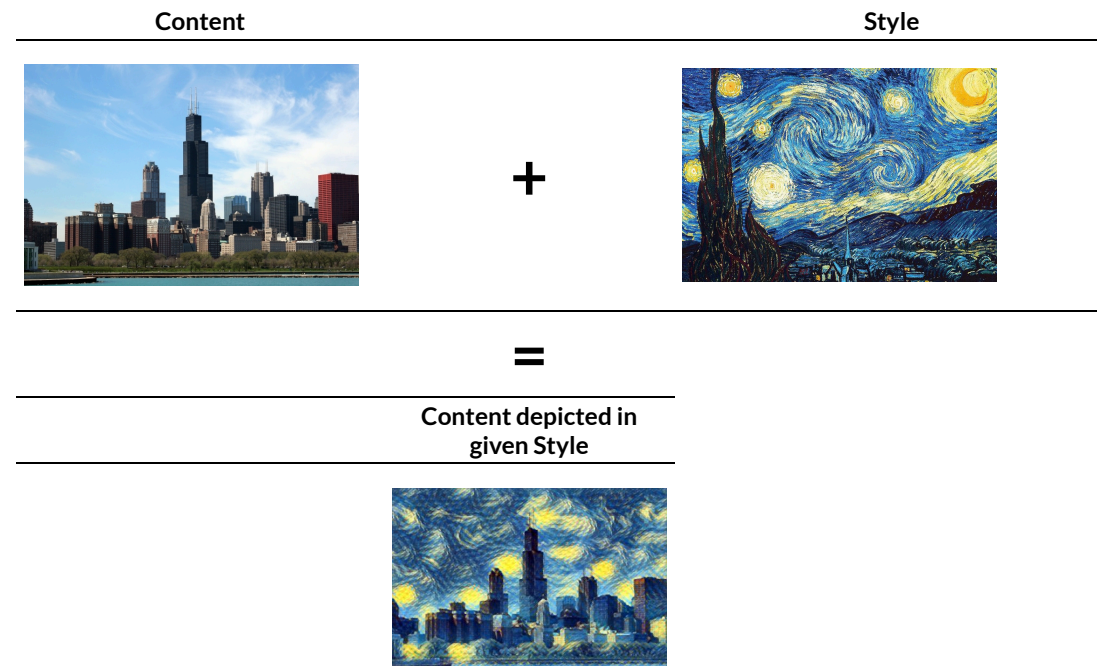 Content
Style
+
=
Content depicted in
given Style